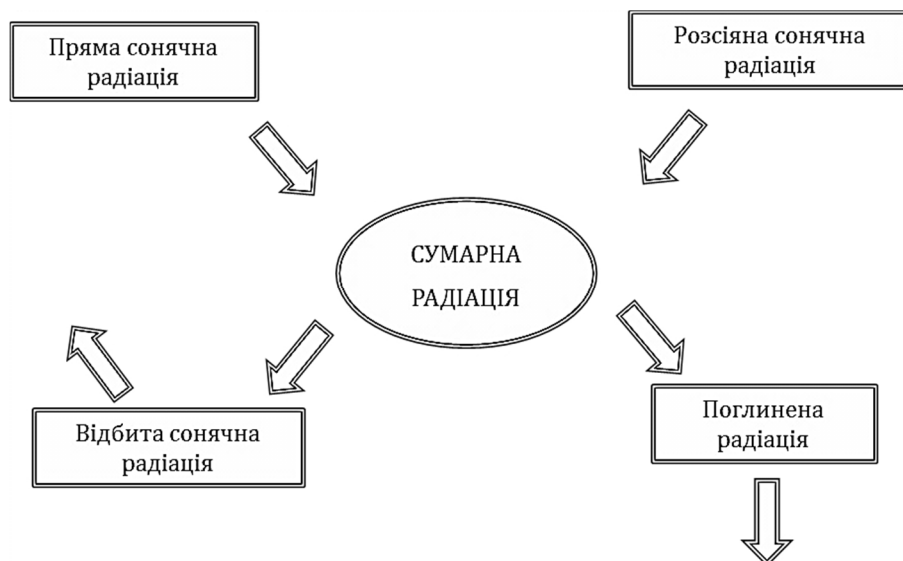 Пряма сонячна
радіація
Розсіяна сонячна
радіація
СУМАРНА
РАДІАЦІЯ
Відбита сонячна
радіація
Поглинена
радіація